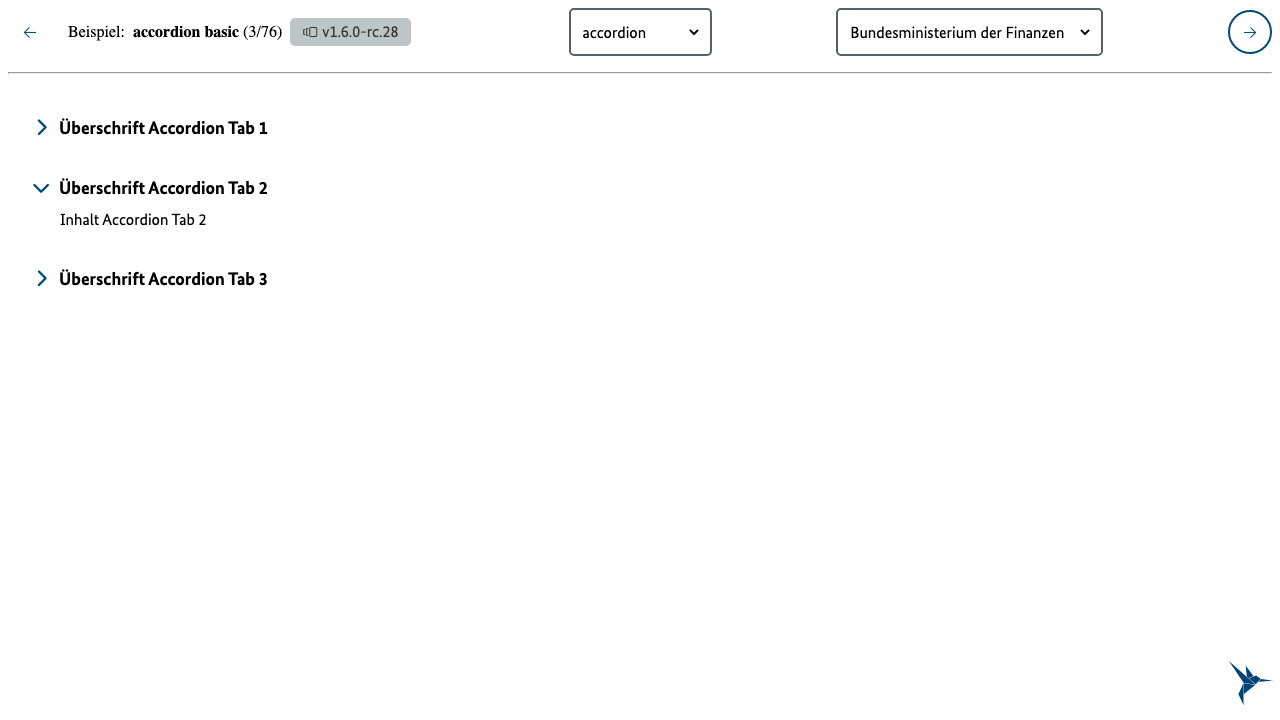 Beispiel: accordion basic (3/76) v1.6.0-rc.28 accordion Bundesministerium der Finanzen
Überschrift Accordion Tab 1
Überschrift Accordion Tab 2
Inhalt Accordion Tab 2
Überschrift Accordion Tab 3